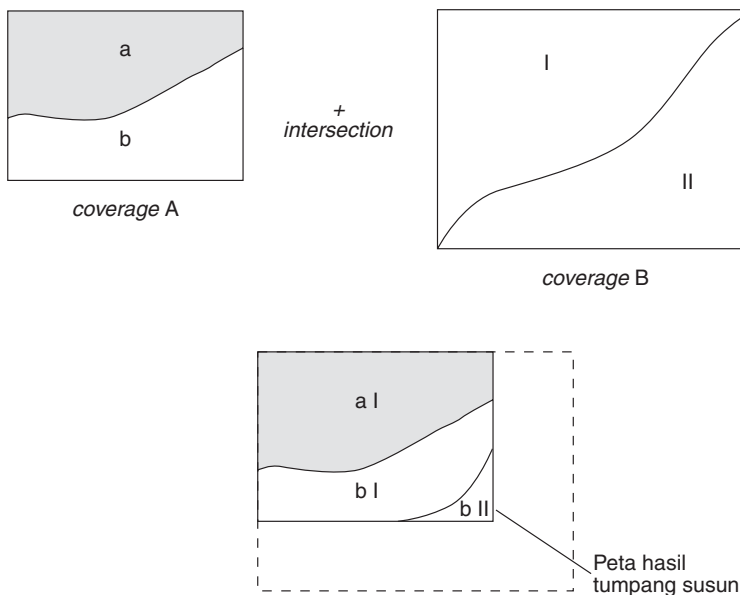 a
b
coverage A
+
intersection
I
II
coverage B
a I
b I
b II
Peta hasil
tumpang susun